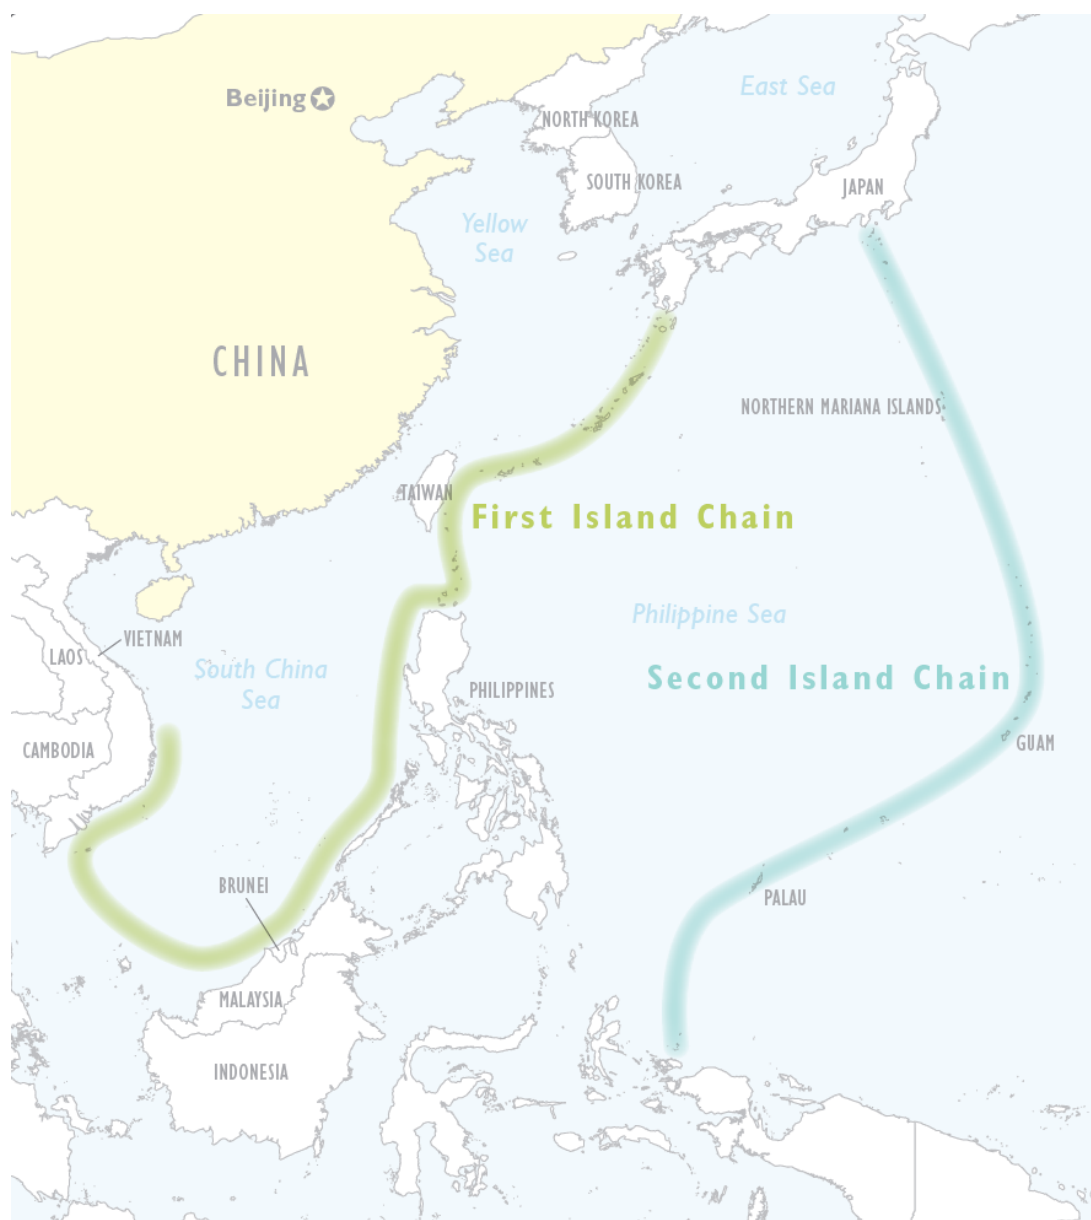 East Sea
Beijing
NORTH KOREA
SOUTH KOREA
JAPAN
Yellow
Sea
CHINA
NORTHERN MARIANA ISLANDS
TAIWAN
First Island Chain
Philippine Sea
VIETNAM
LAOS
South China
Sea
Second Island Chain
PHILIPPINES
CAMBODIA
GUAM
BRUNEI
PALAU
MALAYSIA
INDONESIA